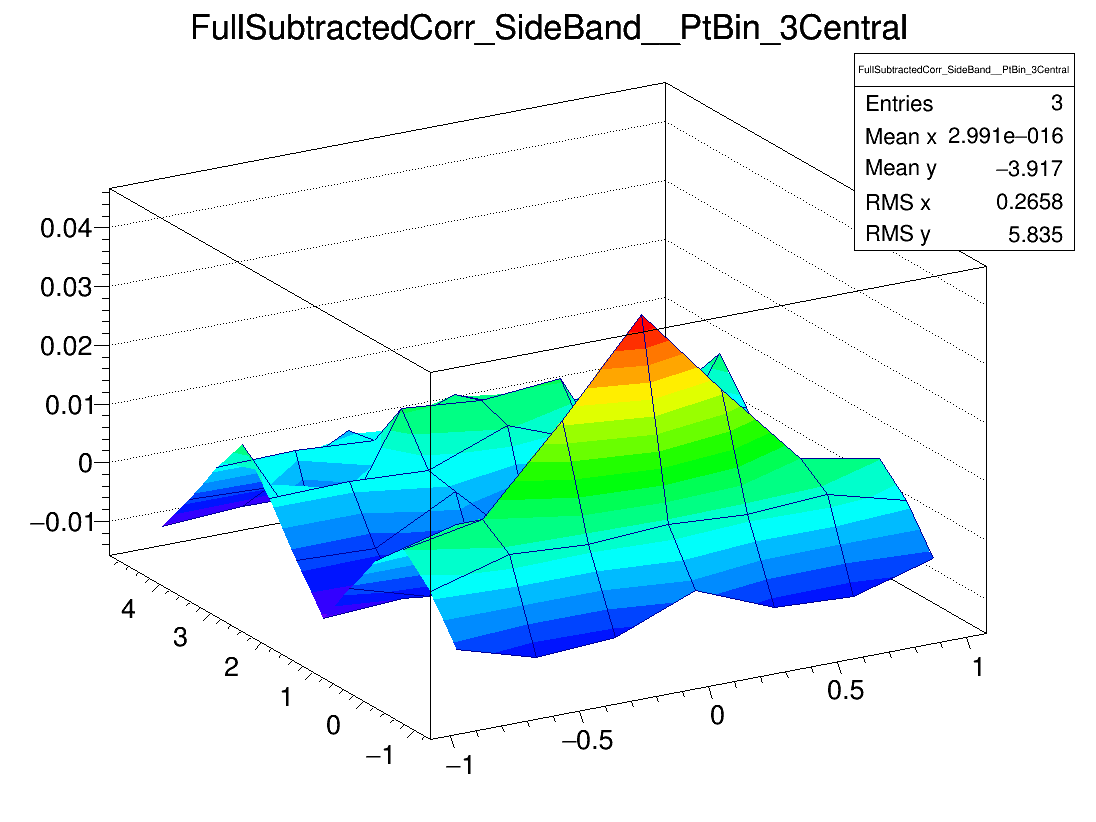 FullSubtractedCorr_SideBand__PtBin_3Central
FullSubtractedCorr_SideBand__PtBin_3Central
Entries 3
Mean x 2.991e−016
Mean y −3.917
RMS x 0.2658
RMS y 5.835
0.04
0.03
0.02
0.01
0
−0.01
4
3
2
1
0
−1
−1
−0.5
0
0.5
1